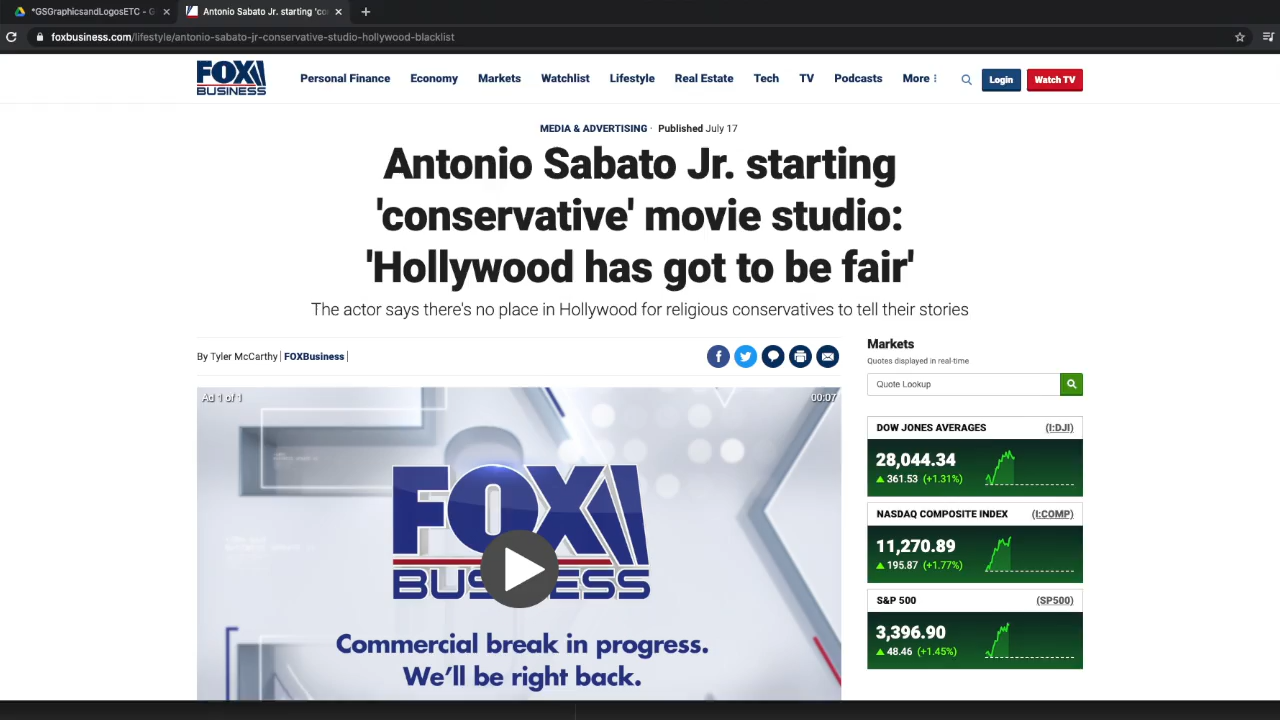 *GSGraphicsandLogosETC - G
Antonio Sabato Jr. starting 'co
foxbusiness.com/lifestyle/antonio-sabato-jr-conservative-studio-hollywood-blacklist
FOX
BUSINESS
Personal Finance Economy Markets Watchlist Lifestyle Real Estate Tech TV Podcasts More
Login
Watch TV
MEDIA & ADVERTISING · Published July 17
Antonio Sabato Jr. starting
'conservative' movie studio:
'Hollywood has got to be fair'
The actor says there's no place in Hollywood for religious conservatives to tell their stories
By Tyler McCarthy | FOXBusiness |
Ad 1 of 1
00:07
FOX
BUSINESS
Commercial break in progress.
We'll be right back.
Markets
Quotes displayed in real-time
Quote Lookup
DOW JONES AVERAGES (I:DJI)
28,044.34
361.53 (+1.31%)
NASDAQ COMPOSITE INDEX (I:COMP)
11,270.89
195.87 (+1.77%)
S&P 500 (SP500)
3,396.90
48.46 (+1.45%)